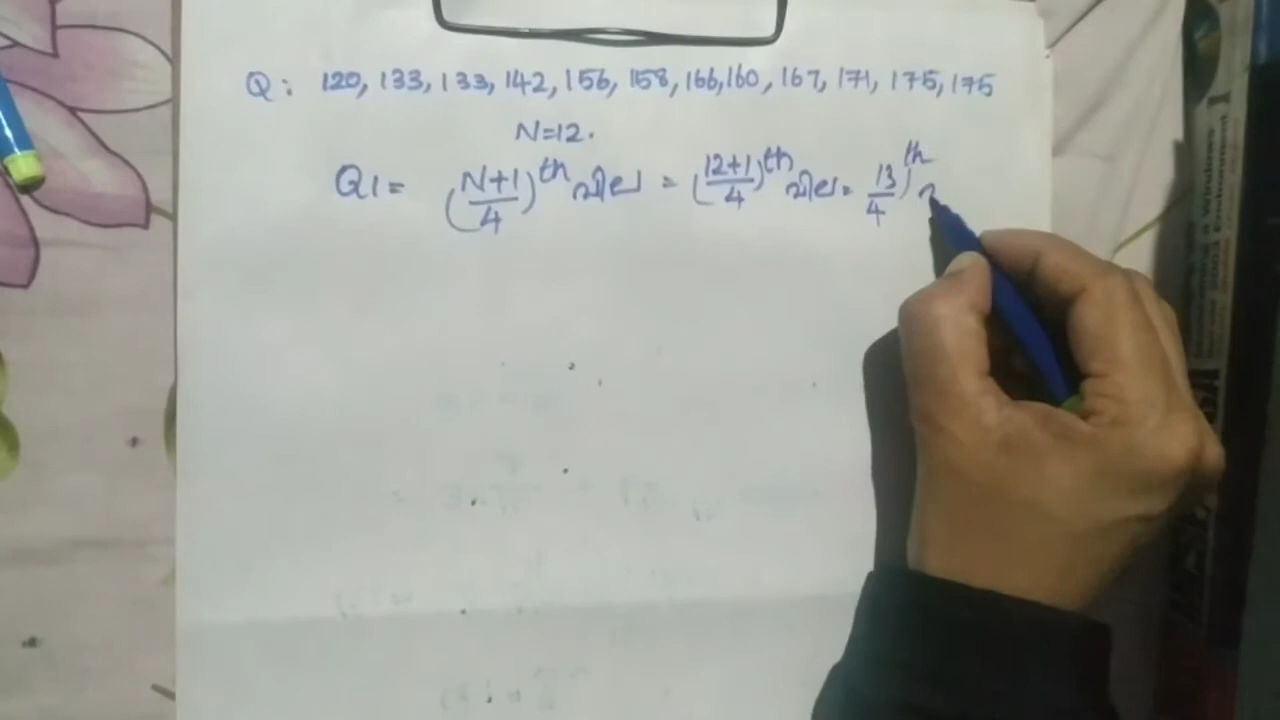 Q: 120, 133, 133, 142, 156, 158, 166, 160, 167, 171, 175, 175
N=12.
Q1 = (N+1/4)th വില = (12+1/4)th വില = 13/4)th